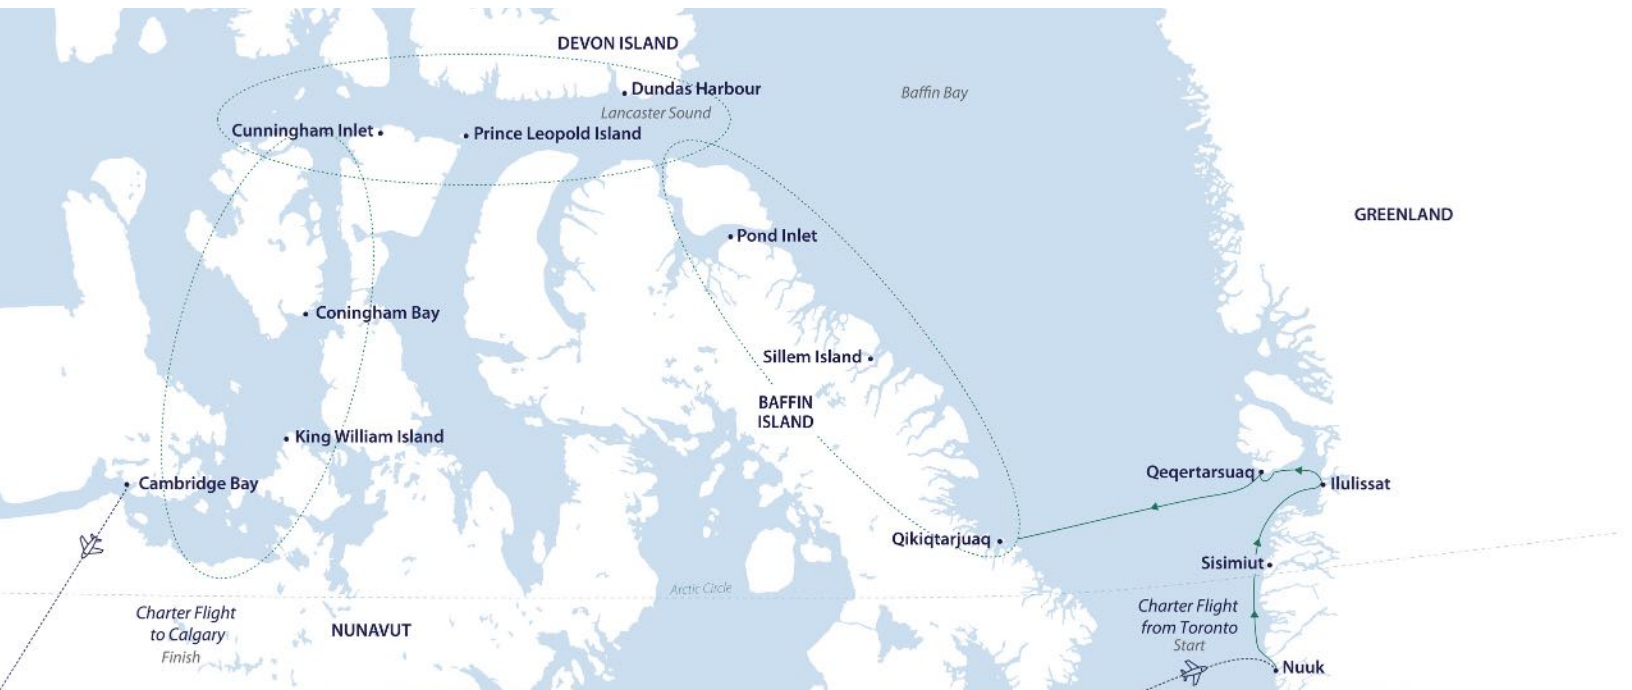 DEVON ISLAND
Dundas Harbour
Baffin Bay
Lancaster Sound
Cunningham Inlet
Prince Leopold Island
GREENLAND
Pond Inlet
Coningham Bay
Sillem Island
BAFFIN
ISLAND
King William Island
Qeqertarsuaq
Ilulissat
Cambridge Bay
Qikiqtarjuaq
Sisimiut
Arctic Circle
Charter Flight
to Calgary
Finish
NUNAVUT
Charter Flight
from Toronto
Start
Nuuk